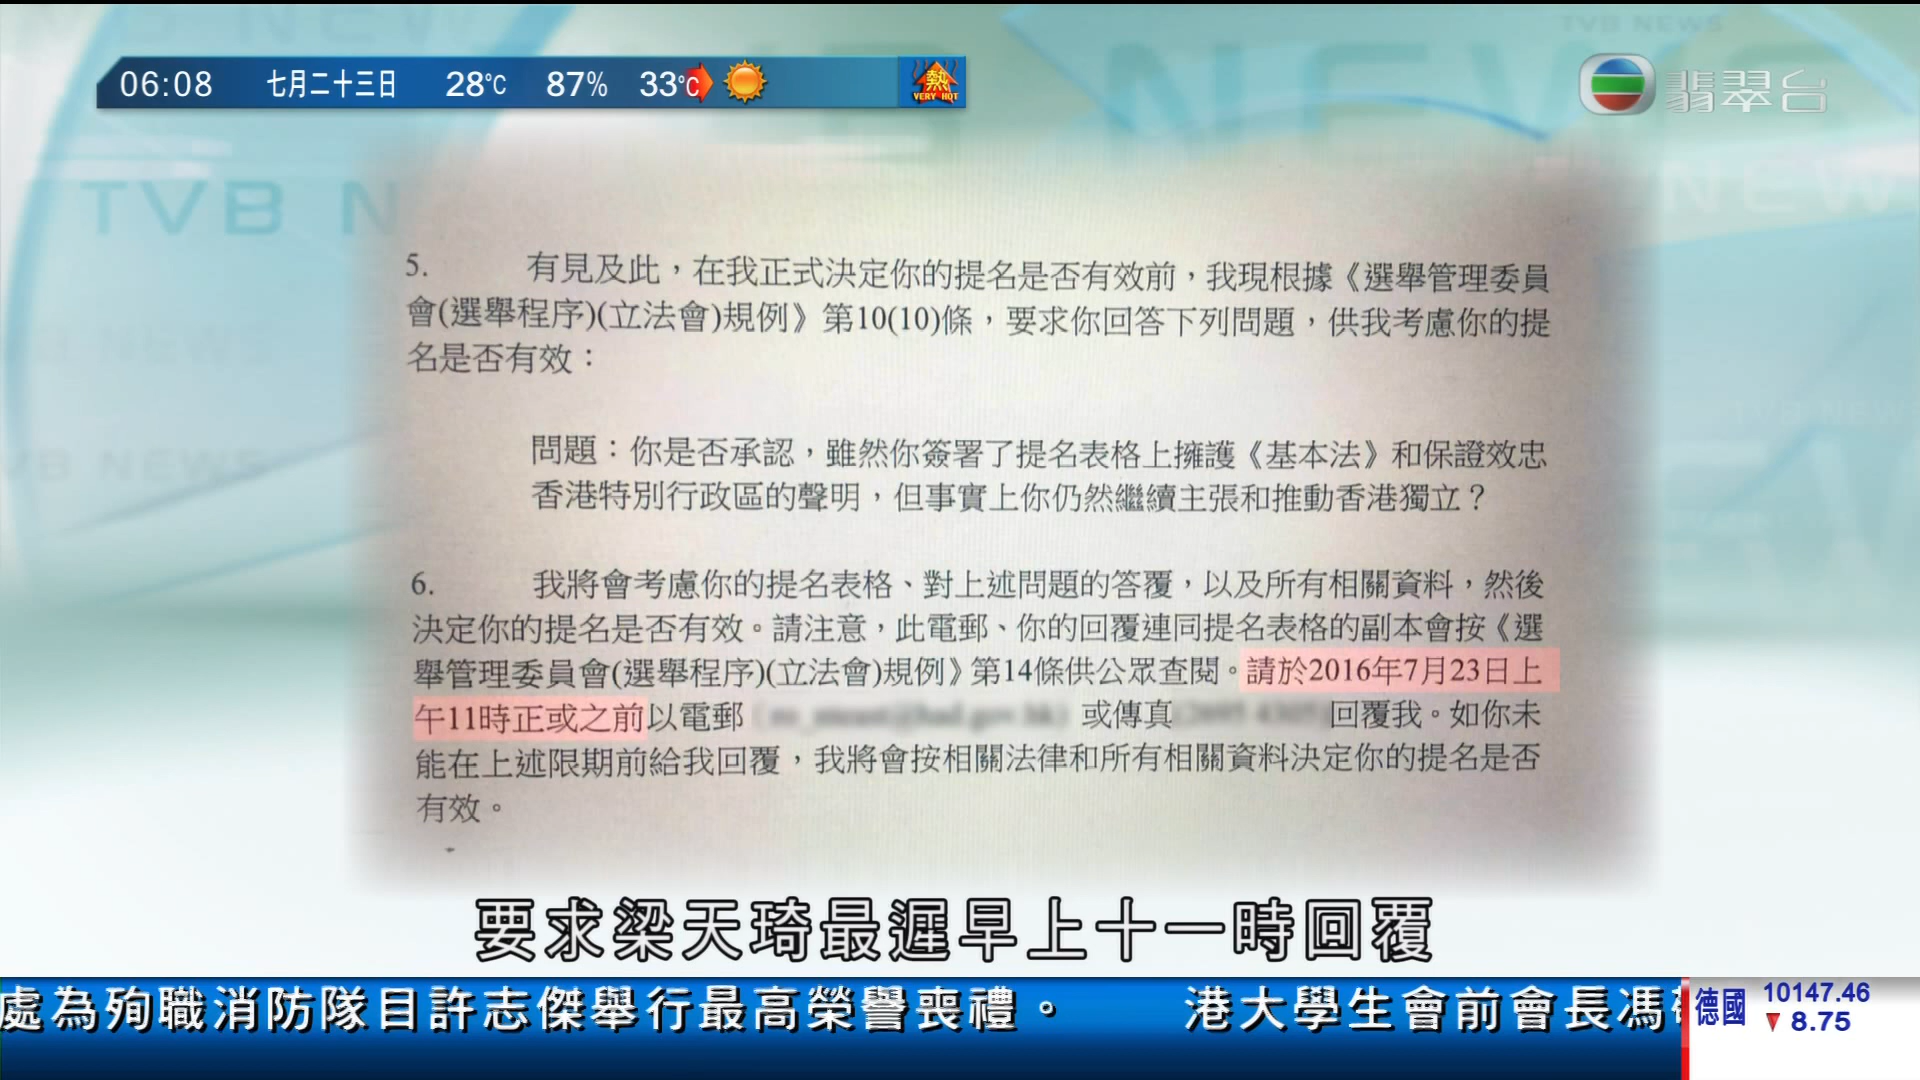 TVB NEWS
06:08 七月二十三日 28°C 87% 33°C 熱 VERY HOT
翡翠台
5. 有見及此，在我正式決定你的提名是否有效前，我現根據《選舉管理委員
會(選舉程序)(立法會)規例》第10(10)條，要求你回答下列問題，供我考慮你的提
名是否有效：
問題：你是否承認，雖然你簽署了提名表格上擁護《基本法》和保證效忠
香港特別行政區的聲明，但事實上你仍然繼續主張和推動香港獨立？
6. 我將會考慮你的提名表格、對上述問題的答覆，以及所有相關資料，然後
決定你的提名是否有效。請注意，此電郵、你的回覆連同提名表格的副本會按《選
舉管理委員會(選舉程序)(立法會)規例》第14條供公眾查閱。請於2016年7月23日上
午11時正或之前以電郵 或傳真 回覆我。如你未
能在上述限期前給我回覆，我將會按相關法律和所有相關資料決定你的提名是否
有效。
要求梁天琦最遲早上十一時回覆
處為殉職消防隊目許志傑舉行最高榮譽喪禮。 港大學生會前會長馮
德國 10147.46
▼ 8.75